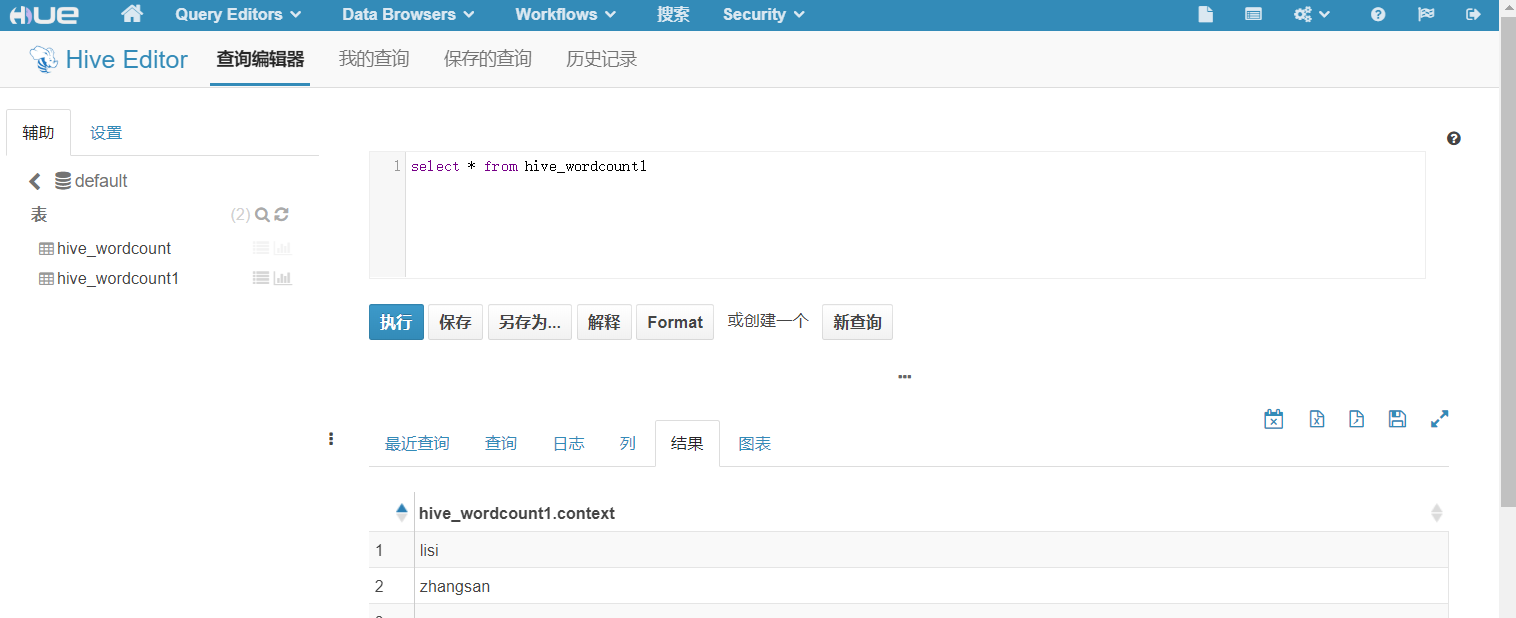 HUE Query Editors Data Browsers Workflows 搜索 Security
Hive Editor 查询编辑器 我的查询 保存的查询 历史记录
辅助 设置
default
表 (2)
hive_wordcount
hive_wordcount1
1 select * from hive_wordcount1
执行 保存 另存为... 解释 Format 或创建一个 新查询
最近查询 查询 日志 列 结果 图表
hive_wordcount1.context
1 lisi
2 zhangsan